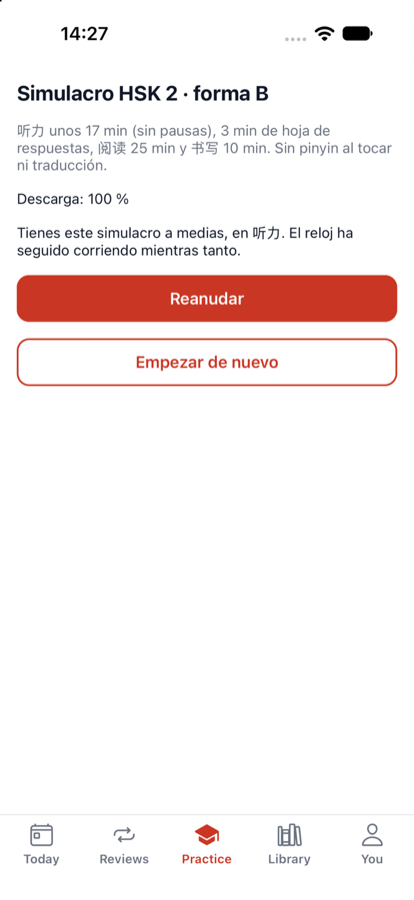 14:27
Simulacro HSK 2 · forma B
听力 unos 17 min (sin pausas), 3 min de hoja de
respuestas, 阅读 25 min y 书写 10 min. Sin pinyin al tocar
ni traducción.
Descarga: 100 %
Tienes este simulacro a medias, en 听力. El reloj ha
seguido corriendo mientras tanto.
Reanudar
Empezar de nuevo
Today
Reviews
Practice
Library
You